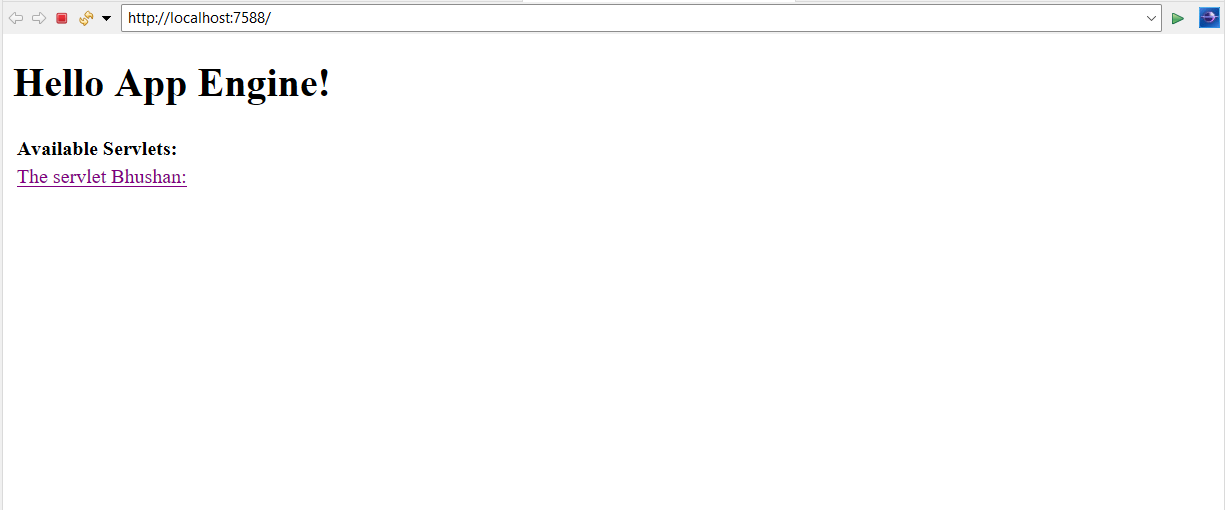 http://localhost:7588/
Hello App Engine!
Available Servlets:
The servlet Bhushan: